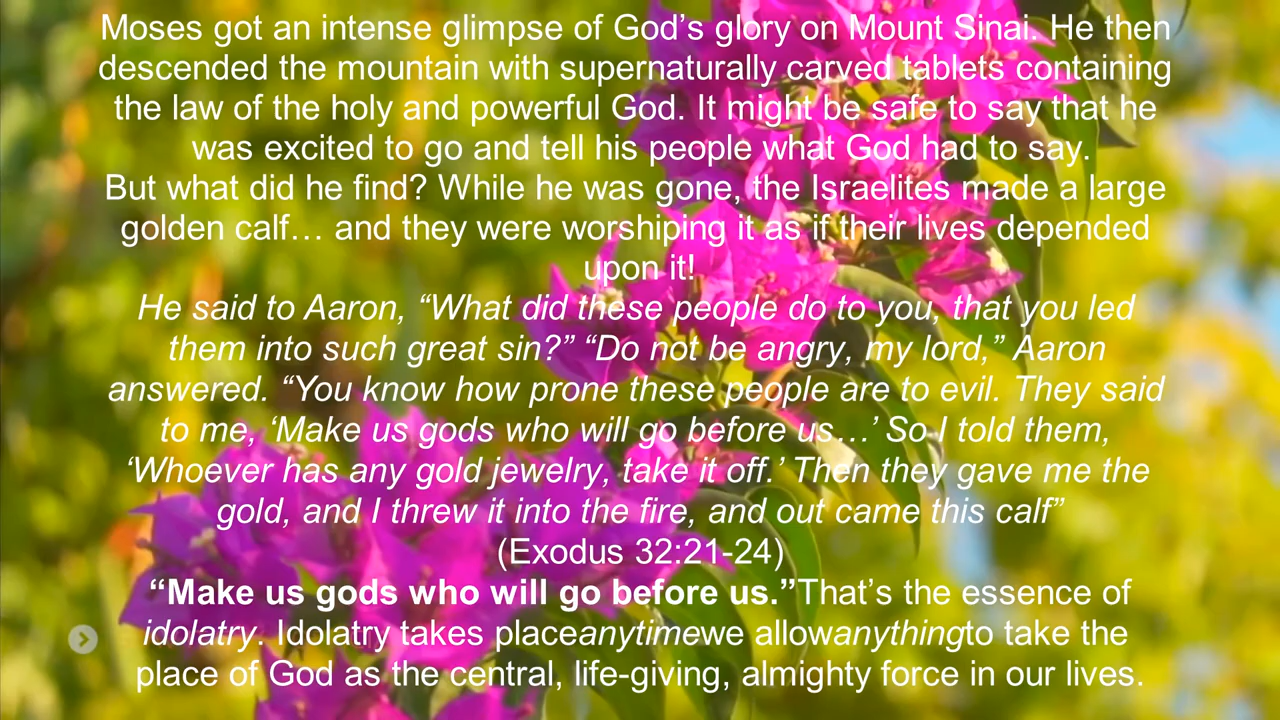 Moses got an intense glimpse of God’s glory on Mount Sinai. He then
descended the mountain with supernaturally carved tablets containing
the law of the holy and powerful God. It might be safe to say that he
was excited to go and tell his people what God had to say.
But what did he find? While he was gone, the Israelites made a large
golden calf… and they were worshiping it as if their lives depended
upon it!
He said to Aaron, “What did these people do to you, that you led
them into such great sin?” “Do not be angry, my lord,” Aaron
answered. “You know how prone these people are to evil. They said
to me, ‘Make us gods who will go before us…’ So I told them,
‘Whoever has any gold jewelry, take it off.’ Then they gave me the
gold, and I threw it into the fire, and out came this calf”
(Exodus 32:21-24)
“Make us gods who will go before us.”That’s the essence of
idolatry. Idolatry takes placeanytimewe allowanythingto take the
place of God as the central, life-giving, almighty force in our lives.